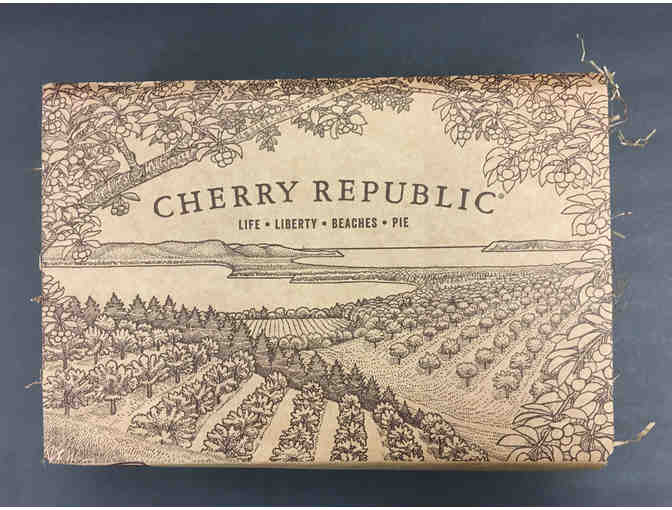 CHERRY REPUBLIC®
LIFE • LIBERTY • BEACHES • PIE